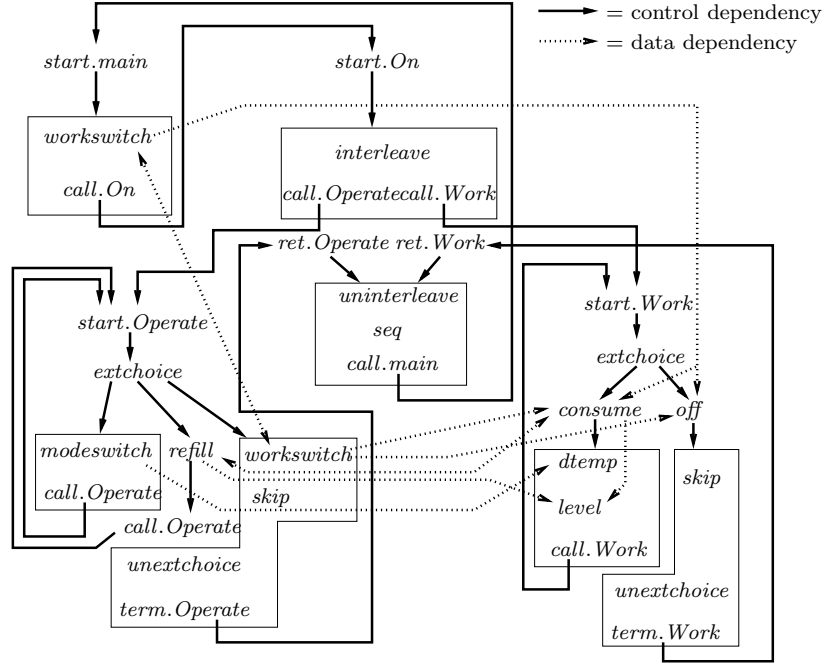 = control dependency
= data dependency
start.main
start.On
workswitch
call.On
interleave
call.Operatecall.Work
ret.Operate ret.Work
uninterleave
seq
call.main
start.Operate
extchoice
modeswitch
call.Operate
refill
call.Operate
workswitch
skip
unextchoice
term.Operate
start.Work
extchoice
consume
off
dtemp
level
call.Work
skip
unextchoice
term.Work